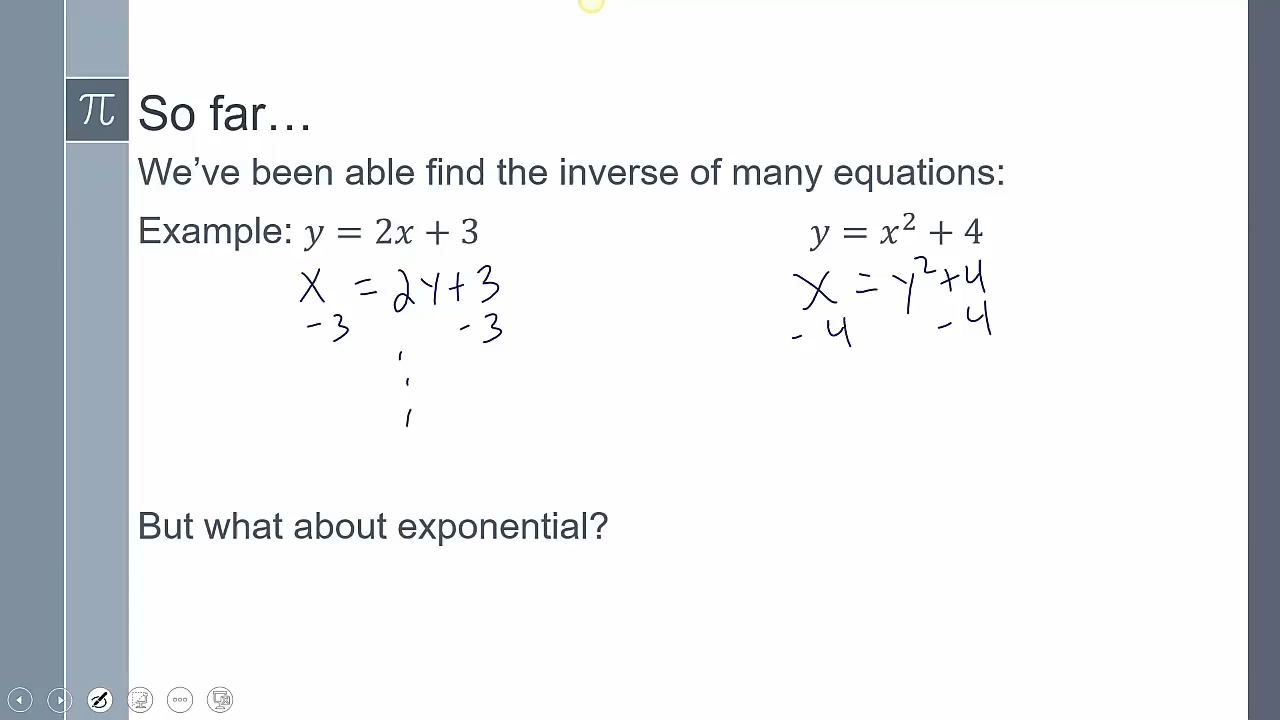 π So far...
We've been able find the inverse of many equations:
Example: y = 2x + 3
y = x² + 4
x = 2y + 3
-3 -3
x = y² + 4
-4 -4
But what about exponential?